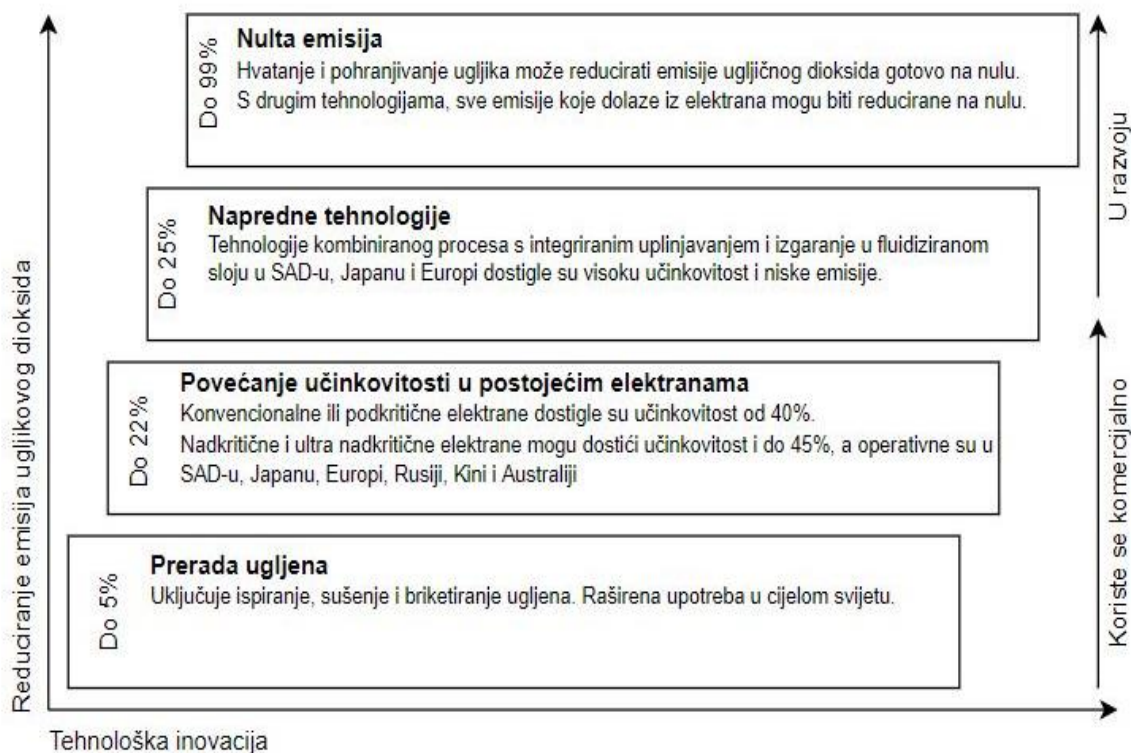 Reduciranje emisija ugljikovog dioksida
Do 99%
Nulta emisija
Hvatanje i pohranjivanje ugljika može reducirati emisije ugljičnog dioksida gotovo na nulu.
S drugim tehnologijama, sve emisije koje dolaze iz elektrana mogu biti reducirane na nulu.
Do 25%
Napredne tehnologije
Tehnologije kombiniranog procesa s integriranim uplinjavanjem i izgaranje u fluidiziranom
sloju u SAD-u, Japanu i Europi dostigle su visoku učinkovitost i niske emisije.
Do 22%
Povećanje učinkovitosti u postojećim elektranama
Konvencionalne ili podkritične elektrane dostigle su učinkovitost od 40%.
Nadkritične i ultra nadkritične elektrane mogu dostići učinkovitost i do 45%, a operativne su u
SAD-u, Japanu, Europi, Rusiji, Kini i Australiji
Do 5%
Prerada ugljena
Uključuje ispiranje, sušenje i briketiranje ugljena. Raširena upotreba u cijelom svijetu.
U razvoju
Koriste se komercijalno
Tehnološka inovacija